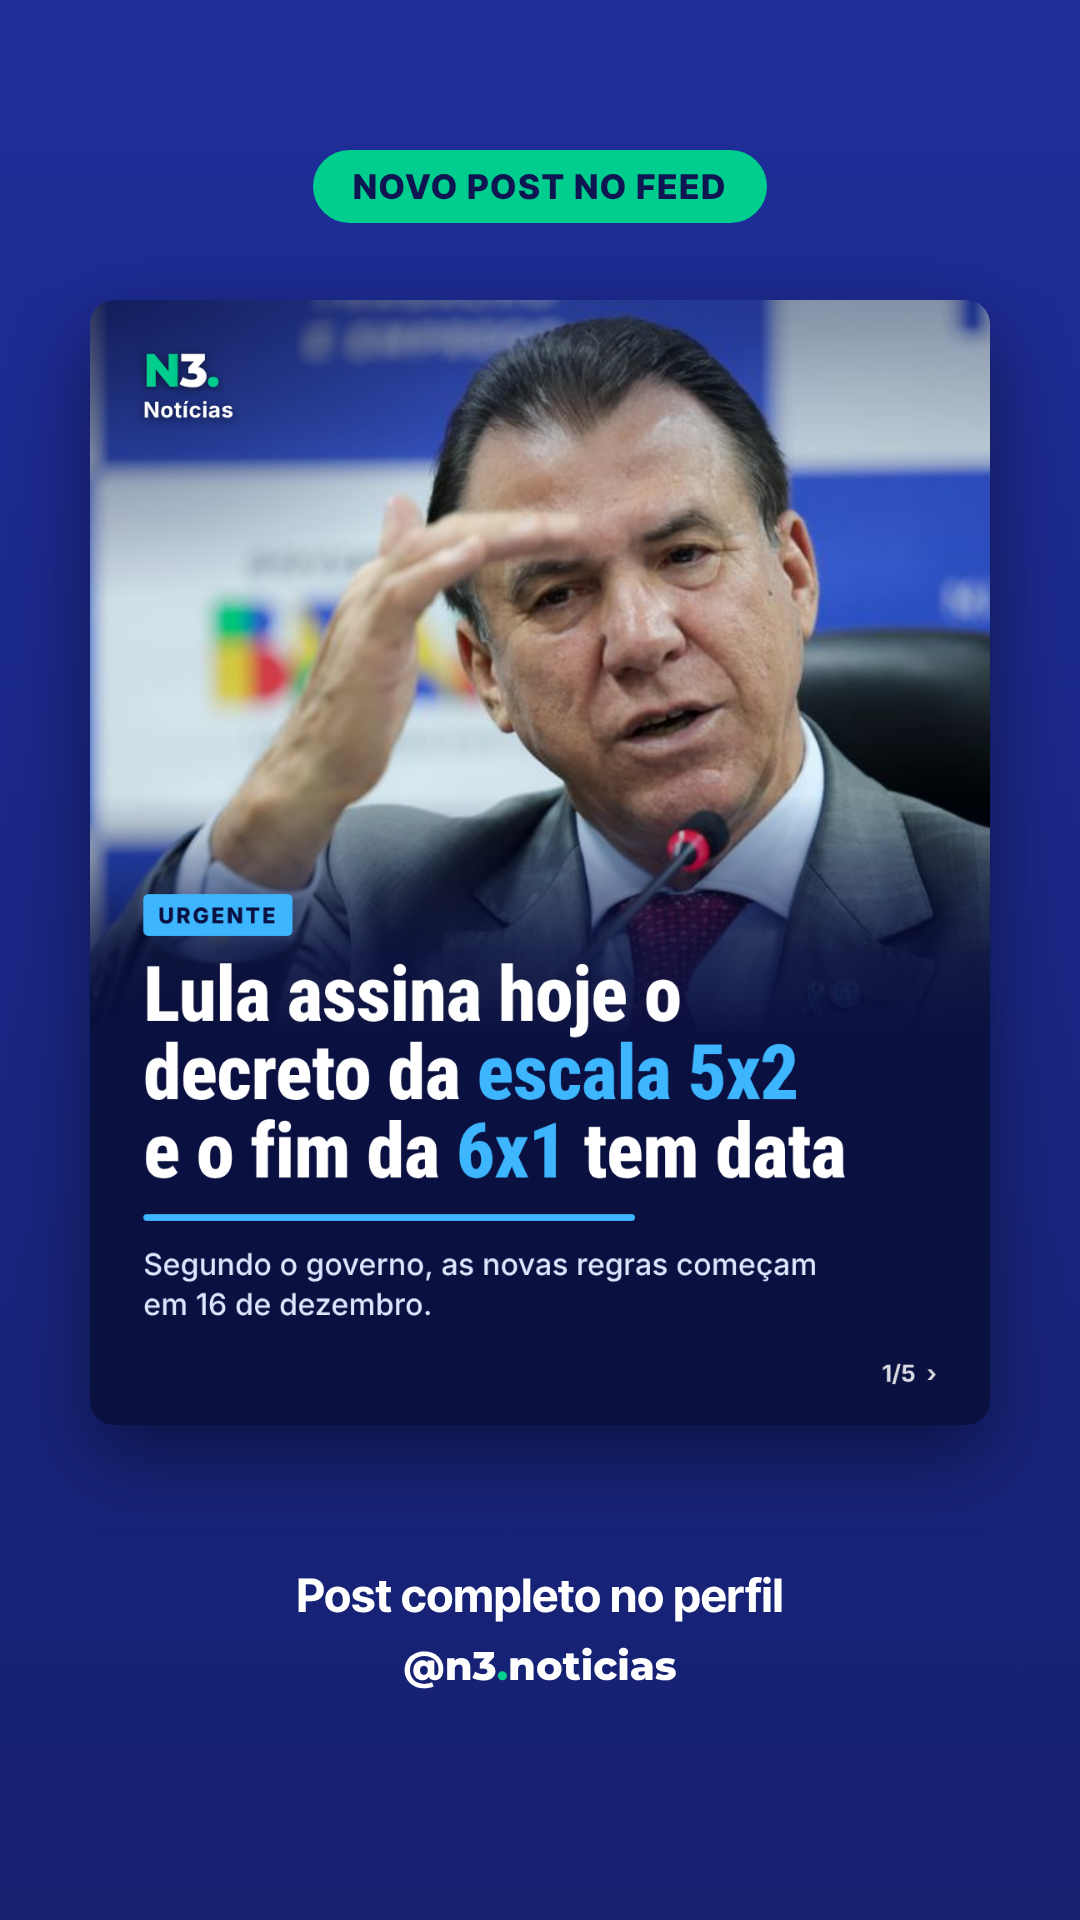 NOVO POST NO FEED
N3.
Notícias
URGENTE
Lula assina hoje o
decreto da escala 5x2
e o fim da 6x1 tem data
Segundo o governo, as novas regras começam
em 16 de dezembro.
1/5 ›
Post completo no perfil
@n3.noticias